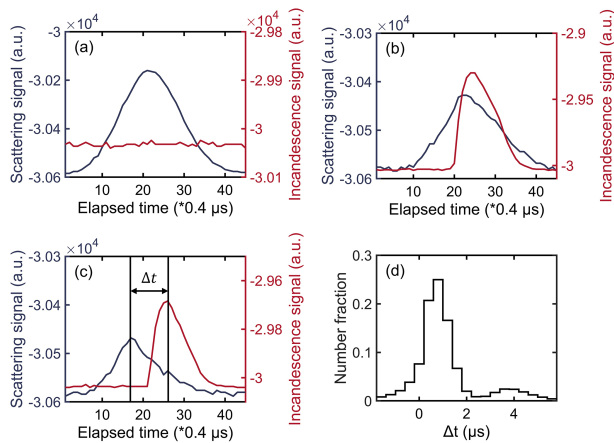 ×10⁴
×10⁴
(a)
Scattering signal (a.u.)
-3
-3.02
-3.04
-3.06
Incandescence signal (a.u.)
-2.98
-2.99
-3
-3.01
10 20 30 40
Elapsed time (*0.4 μs)
×10⁴
(b)
Scattering signal (a.u.)
-3.03
-3.04
-3.05
-3.06
Incandescence signal (a.u.)
-2.9
-2.95
-3
10 20 30 40
Elapsed time (*0.4 μs)
×10⁴
(c)
Δt
Scattering signal (a.u.)
-3.03
-3.04
-3.05
-3.06
Incandescence signal (a.u.)
-2.96
-2.98
-3
10 20 30 40
Elapsed time (*0.4 μs)
(d)
Number fraction
0.3
0.2
0.1
0
0 2 4
Δt (μs)